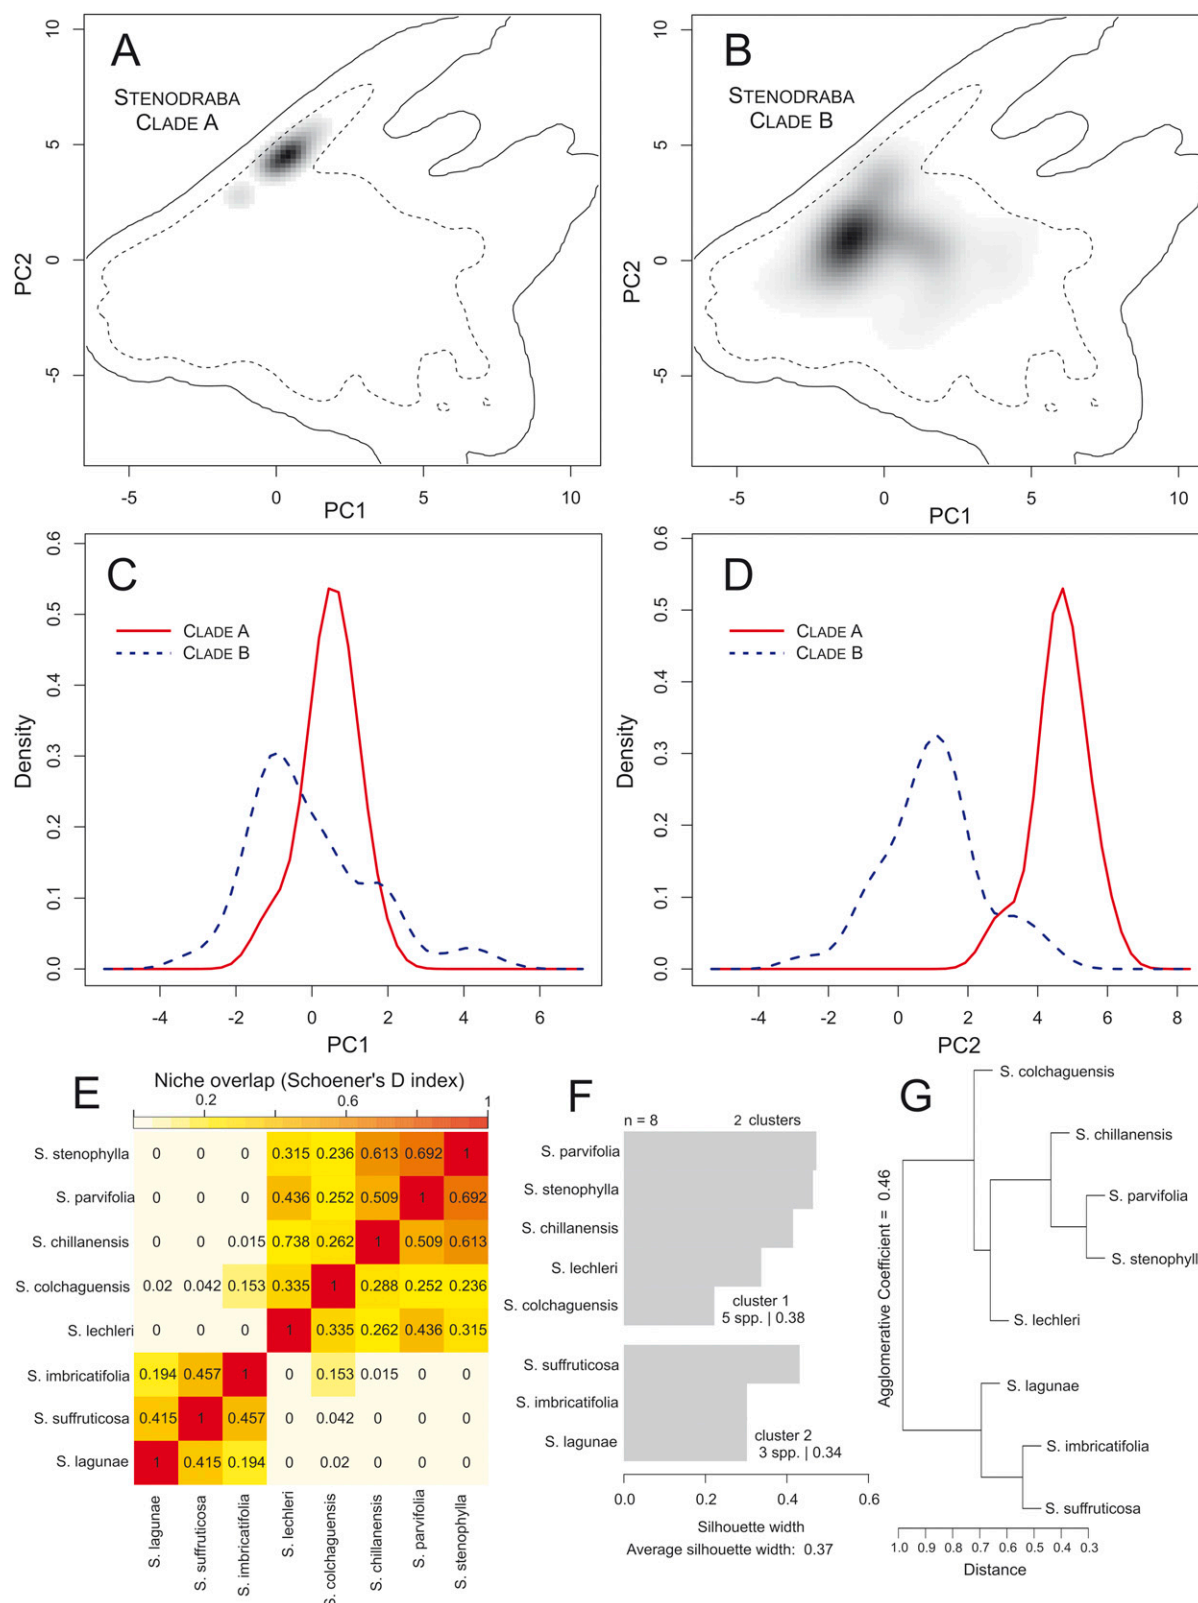 A
STENODRABA
CLADE A
10
5
0
-5
PC2
-5
0
5
10
PC1
B
STENODRABA
CLADE B
10
5
0
-5
PC2
-5
0
5
10
PC1
C
CLADE A
CLADE B
0.6
0.5
0.4
0.3
0.2
0.1
0.0
Density
-4
-2
0
2
4
6
PC1
D
CLADE A
CLADE B
0.6
0.5
0.4
0.3
0.2
0.1
0.0
Density
-4
-2
0
2
4
6
8
PC2
E
Niche overlap (Schoener's D index)
0.2 0.6 1
S. stenophylla 0 0 0 0.315 0.236 0.613 0.692 1
S. parvifolia 0 0 0 0.436 0.252 0.509 1 0.692
S. chillanensis 0 0 0.015 0.738 0.262 1 0.509 0.613
S. colchaguensis 0.02 0.042 0.153 0.335 1 0.288 0.252 0.236
S. lechleri 0 0 0 1 0.335 0.262 0.436 0.315
S. imbricatifolia 0.194 0.457 1 0 0.153 0.015 0 0
S. suffruticosa 0.415 1 0.457 0 0.042 0 0 0
S. lagunae 1 0.415 0.194 0 0.02 0 0 0
S. lagunae
S. suffruticosa
S. imbricatifolia
S. lechleri
S. colchaguensis
S. chillanensis
S. parvifolia
S. stenophylla
F
n = 8 2 clusters
S. parvifolia
S. stenophylla
S. chillanensis
S. lechleri
S. colchaguensis
cluster 1
5 spp. | 0.38
S. suffruticosa
S. imbricatifolia
S. lagunae
cluster 2
3 spp. | 0.34
0.0 0.2 0.4 0.6
Silhouette width
Average silhouette width: 0.37
G
Agglomerative Coefficient = 0.46
S. colchaguensis
S. chillanensis
S. parvifolia
S. stenophyll
S. lechleri
S. lagunae
S. imbricatifolia
S. suffruticosa
1.0 0.9 0.8 0.7 0.6 0.5 0.4 0.3
Distance